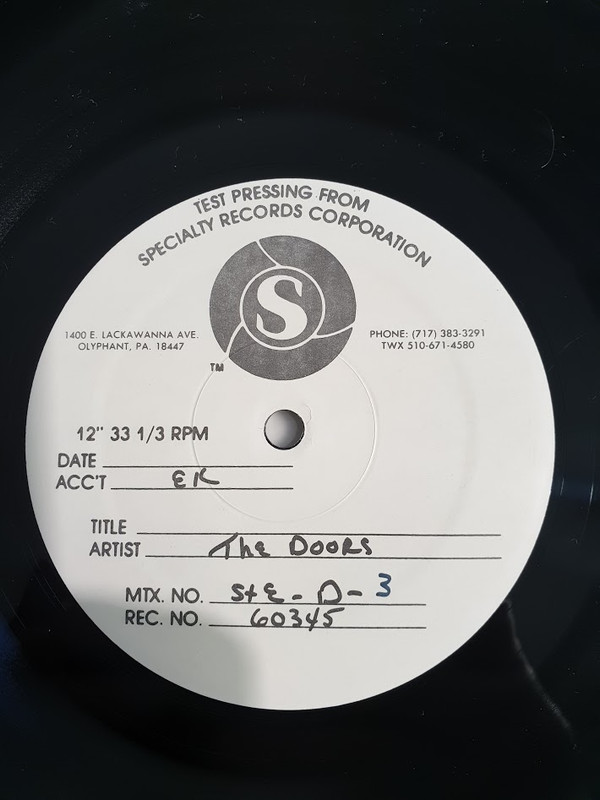 TEST PRESSING FROM
SPECIALTY RECORDS CORPORATION
S
1400 E. LACKAWANNA AVE.
OLYPHANT, PA. 18447
PHONE: (717) 383-3291
TWX 510-671-4580
TM
12" 33 1/3 RPM
DATE
ACC'T EK
TITLE
ARTIST The DOORS
MTX. NO. StE-D-3
REC. NO. 60345